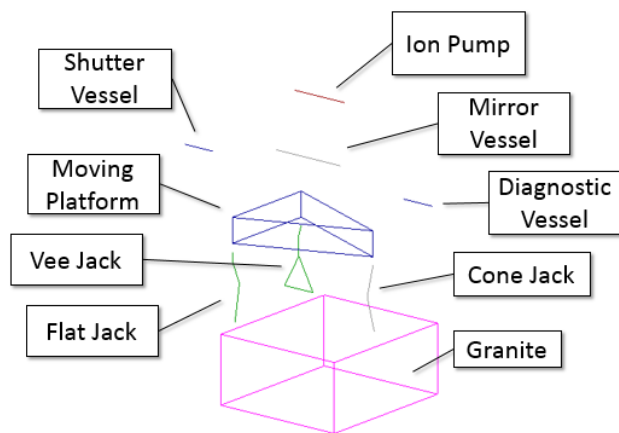 Ion Pump
Shutter
Vessel
Mirror
Vessel
Moving
Platform
Diagnostic
Vessel
Vee Jack
Cone Jack
Flat Jack
Granite